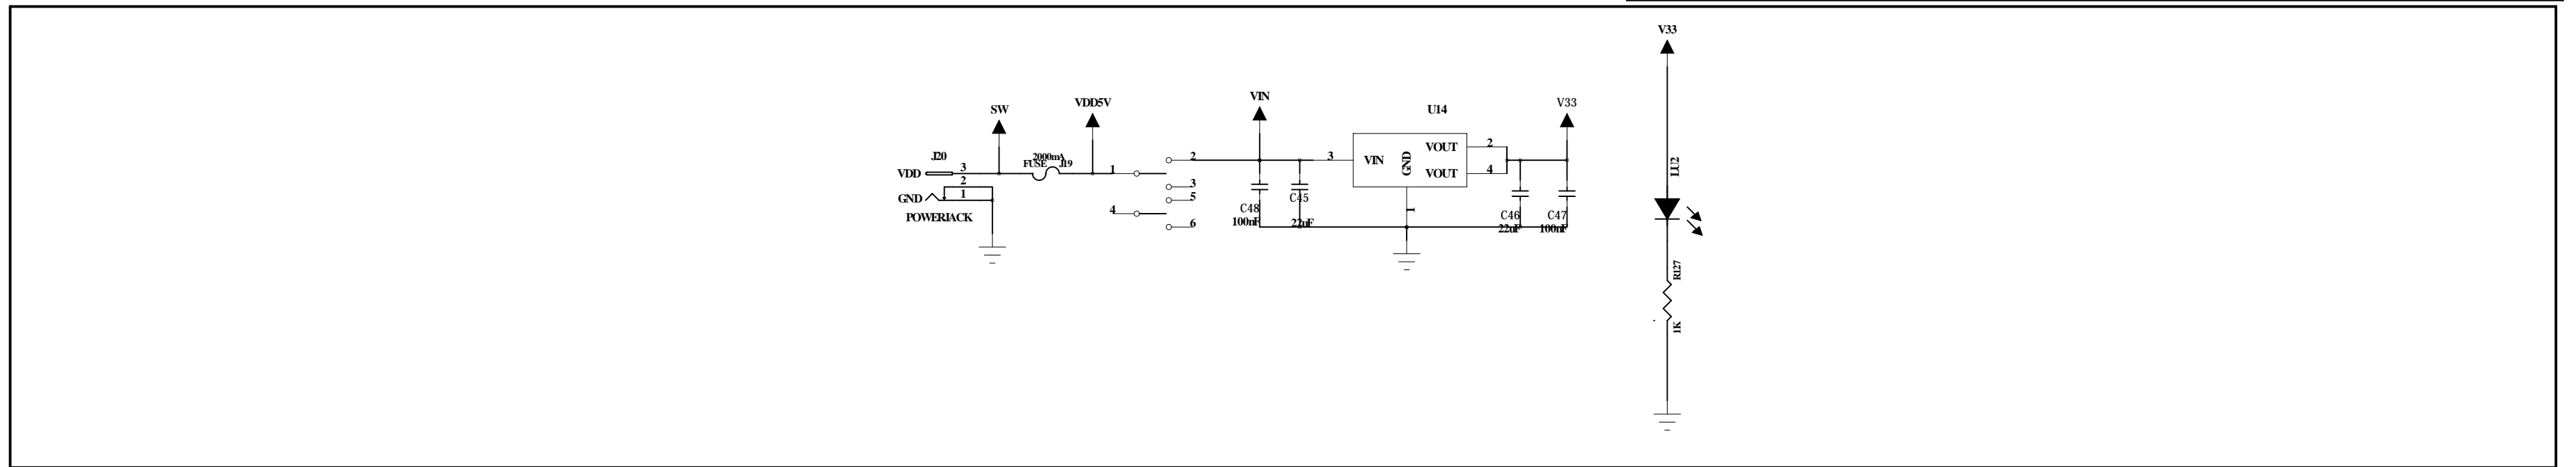 V33
SW
VDD5V
VIN
U14
V33
J20
2000mA
FUSE J19
VDD
3
2
GND
1
POWERJACK
1
2
3
5
4
6
3
VIN
GND
VOUT
2
VOUT
4
1
C48
100nF
C45
22uF
C46
22uF
C47
100nF
LU2
R127
1K